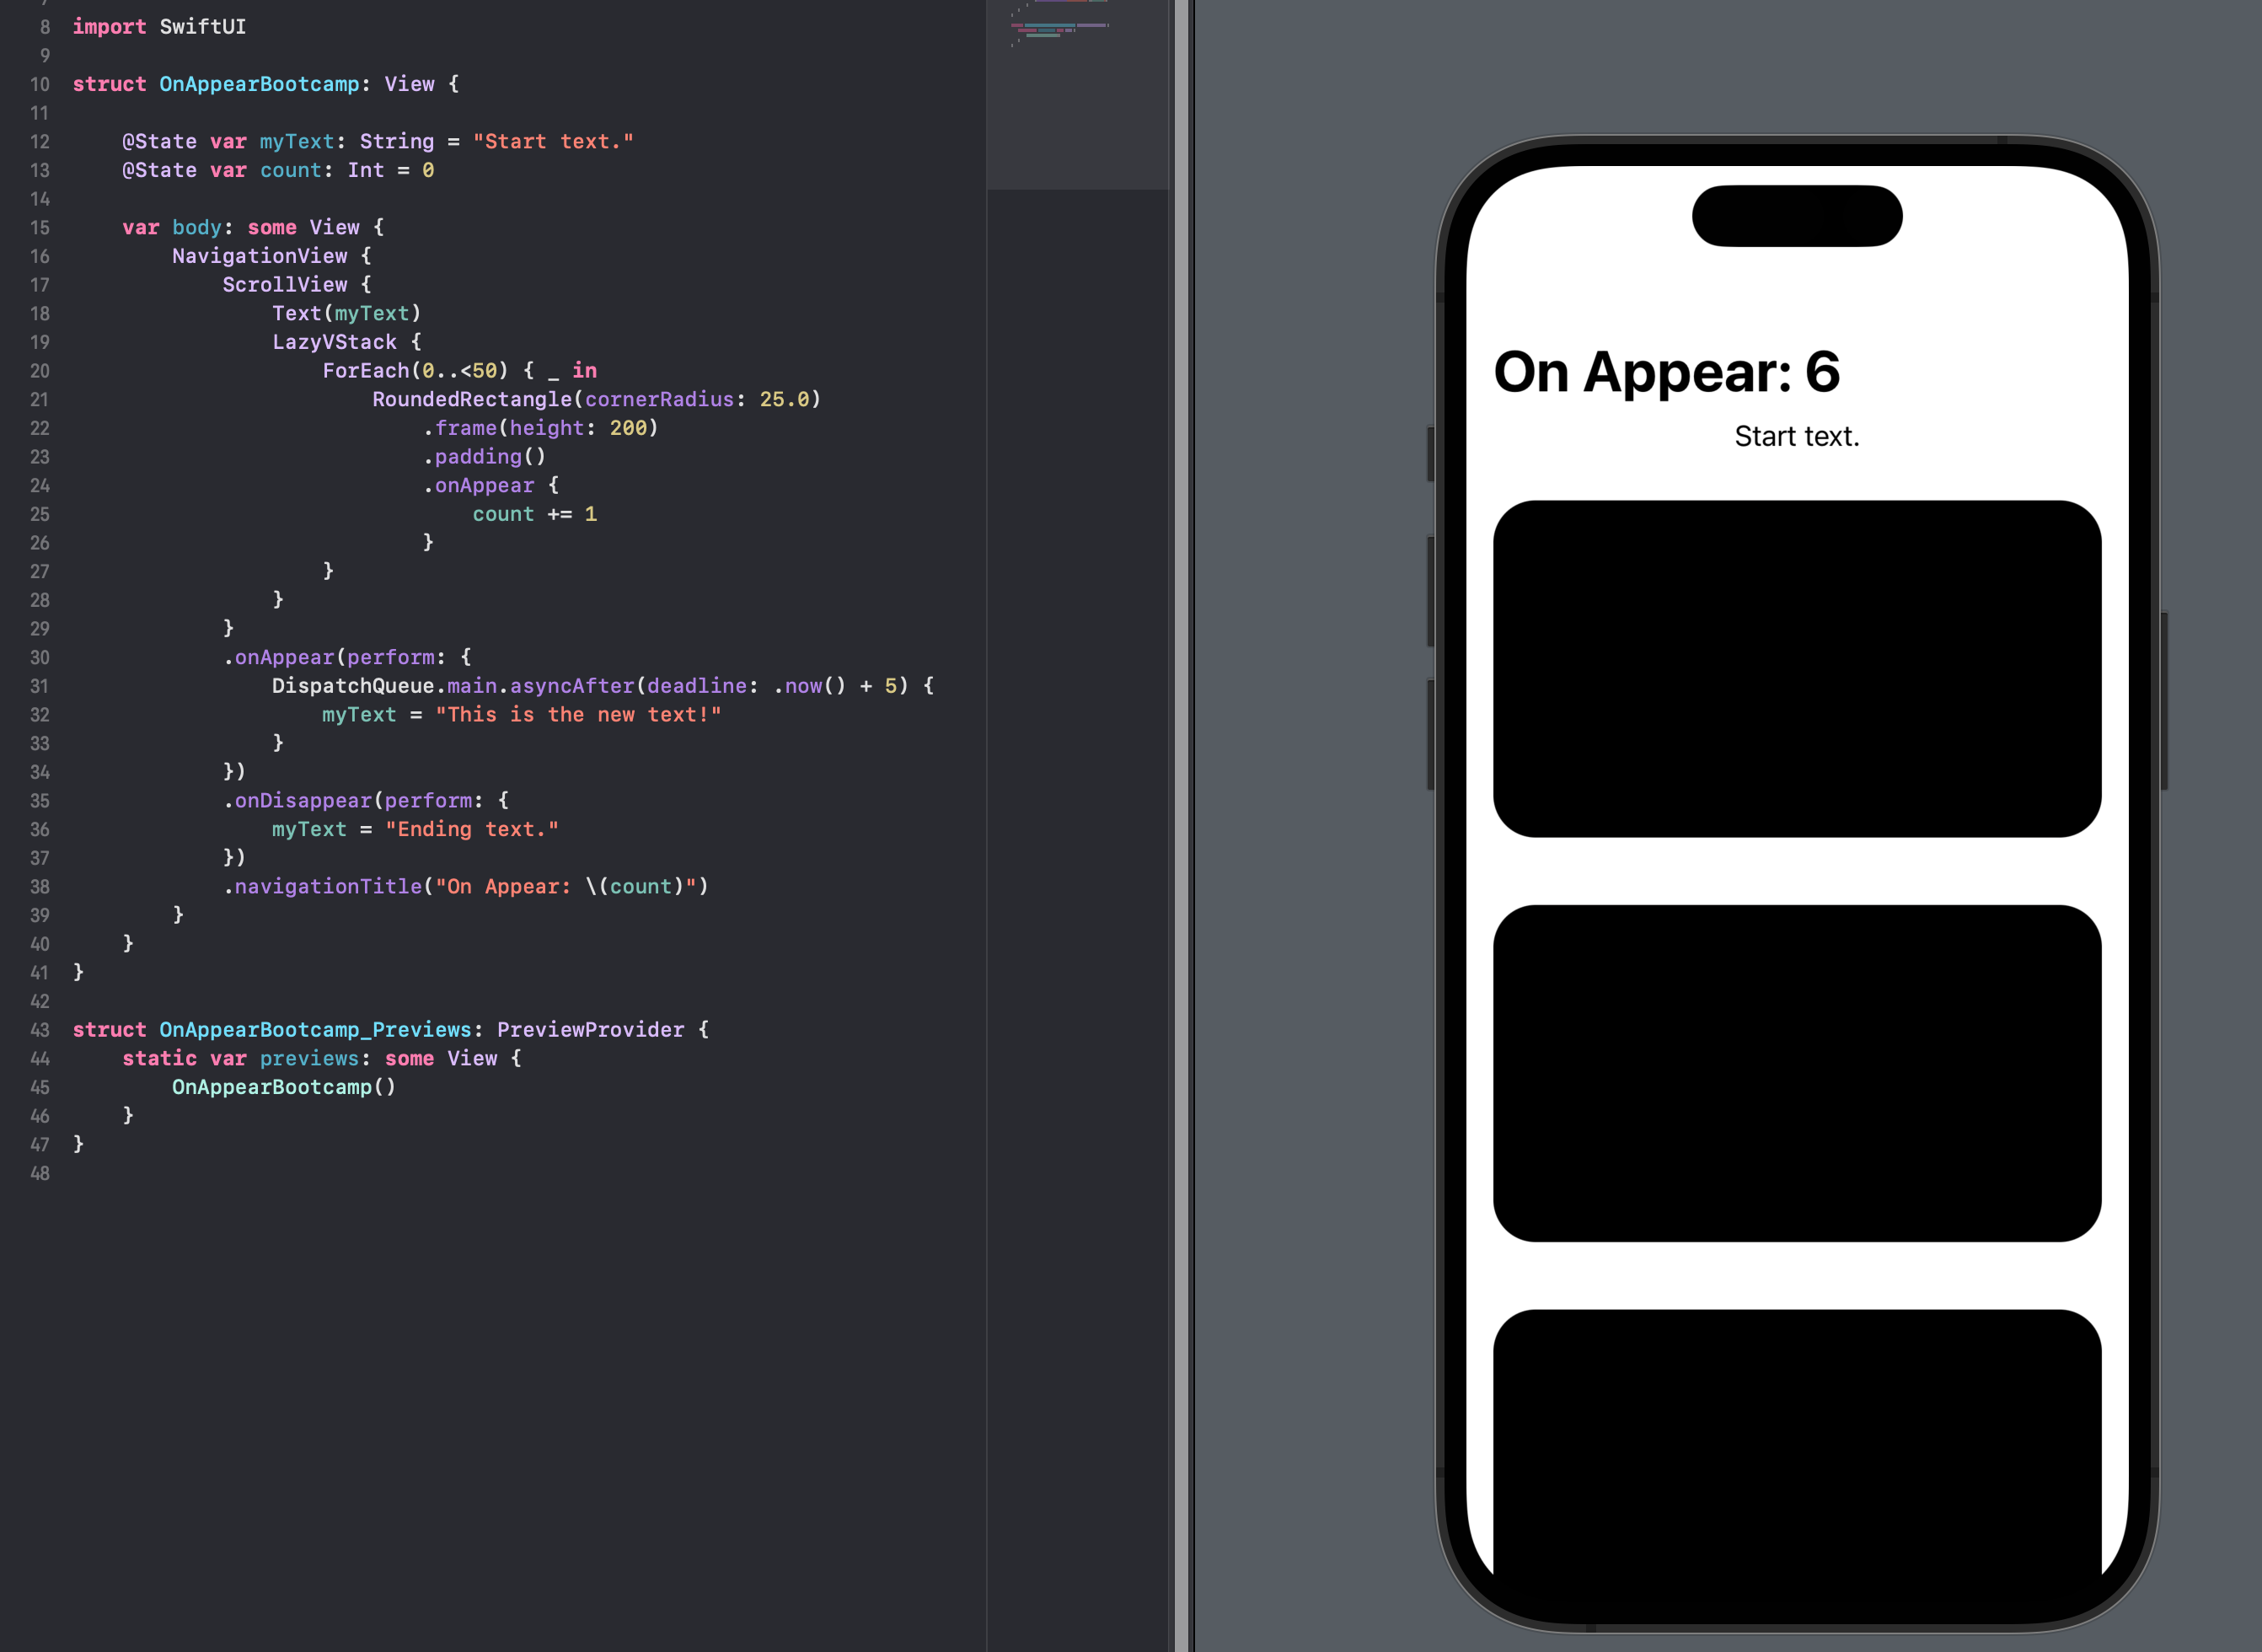 8 import SwiftUI
9
10 struct OnAppearBootcamp: View {
11
12 @State var myText: String = "Start text."
13 @State var count: Int = 0
14
15 var body: some View {
16 NavigationView {
17 ScrollView {
18 Text(myText)
19 LazyVStack {
20 ForEach(0..<50) { _ in
21 RoundedRectangle(cornerRadius: 25.0)
22 .frame(height: 200)
23 .padding()
24 .onAppear {
25 count += 1
26 }
27 }
28 }
29 }
30 .onAppear(perform: {
31 DispatchQueue.main.asyncAfter(deadline: .now() + 5) {
32 myText = "This is the new text!"
33 }
34 })
35 .onDisappear(perform: {
36 myText = "Ending text."
37 })
38 .navigationTitle("On Appear: \(count)")
39 }
40 }
41 }
42
43 struct OnAppearBootcamp_Previews: PreviewProvider {
44 static var previews: some View {
45 OnAppearBootcamp()
46 }
47 }
48
On Appear: 6
Start text.